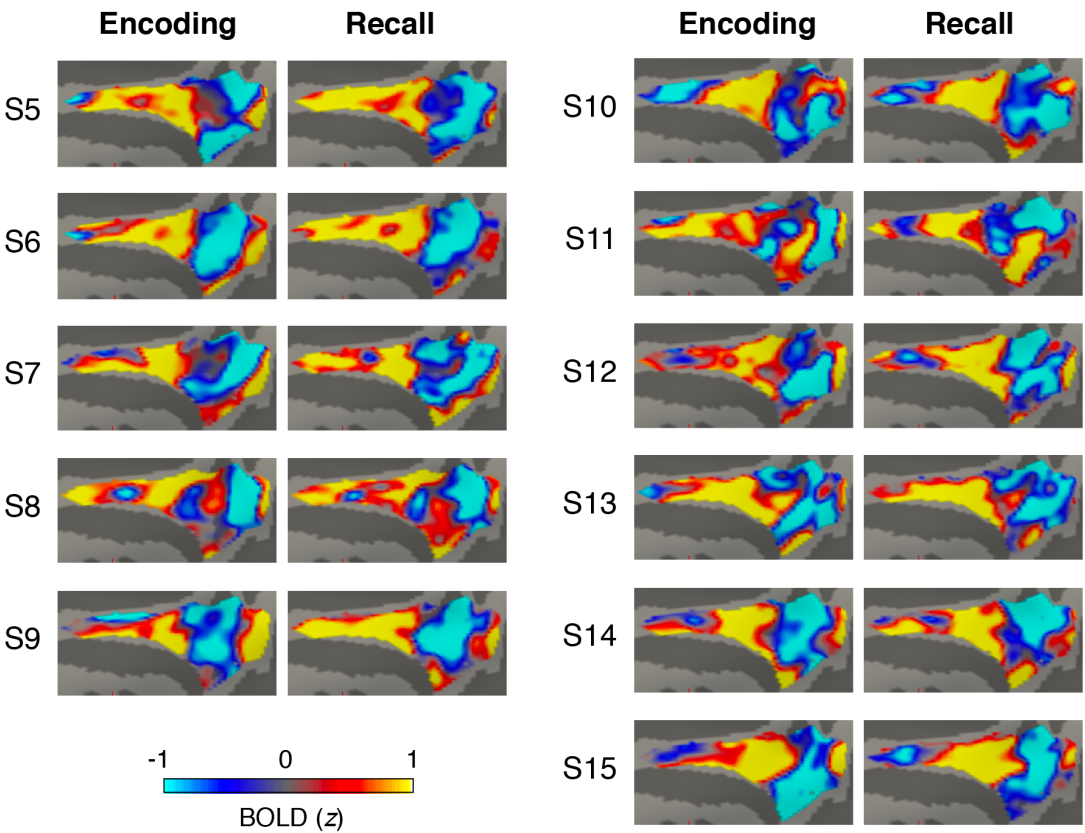 Encoding Recall Encoding Recall
S5 S10
S6 S11
S7 S12
S8 S13
S9 S14
S15
-1 0 1
BOLD (z)